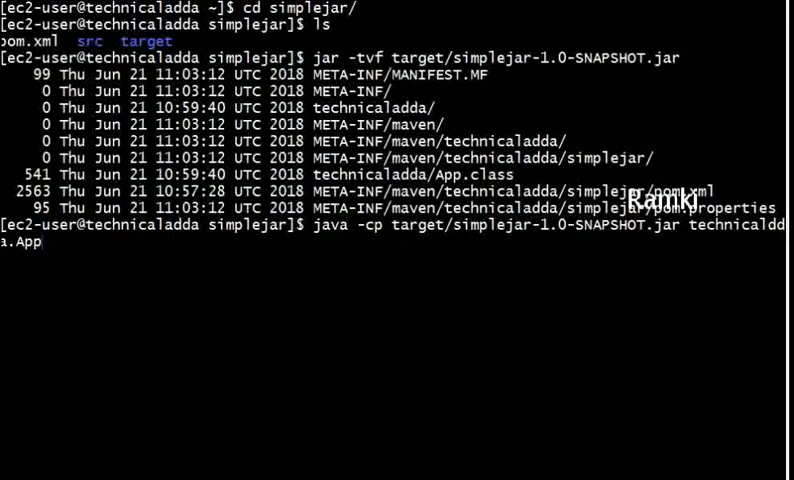 [ec2-user@technicaladda ~]$ cd simplejar/
[ec2-user@technicaladda simplejar]$ ls
pom.xml  src  target
[ec2-user@technicaladda simplejar]$ jar -tvf target/simplejar-1.0-SNAPSHOT.jar
99 Thu Jun 21 11:03:12 UTC 2018 META-INF/MANIFEST.MF
0 Thu Jun 21 11:03:12 UTC 2018 META-INF/
0 Thu Jun 21 10:59:40 UTC 2018 technicaladda/
0 Thu Jun 21 11:03:12 UTC 2018 META-INF/maven/
0 Thu Jun 21 11:03:12 UTC 2018 META-INF/maven/technicaladda/
0 Thu Jun 21 11:03:12 UTC 2018 META-INF/maven/technicaladda/simplejar/
541 Thu Jun 21 10:59:40 UTC 2018 technicaladda/App.class
2563 Thu Jun 21 10:57:28 UTC 2018 META-INF/maven/technicaladda/simplejar/pom.xml
Ramki
95 Thu Jun 21 11:03:12 UTC 2018 META-INF/maven/technicaladda/simplejar/pom.properties
[ec2-user@technicaladda simplejar]$ java -cp target/simplejar-1.0-SNAPSHOT.jar technicaldd
a.App